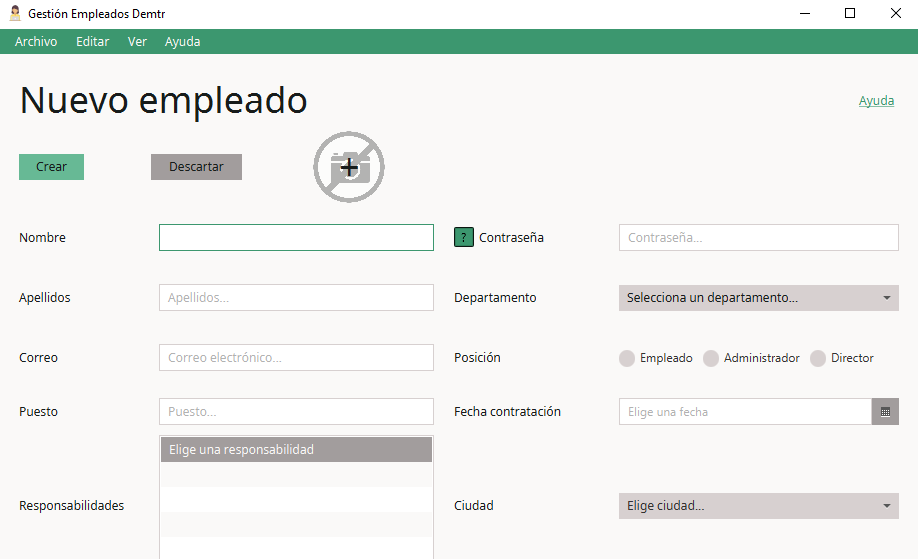 Gestión Empleados Demtr
Archivo Editar Ver Ayuda
Nuevo empleado
Ayuda
Crear Descartar +
Nombre ? Contraseña Contraseña...
Apellidos Apellidos... Departamento Selecciona un departamento...
Correo Correo electrónico... Posición Empleado Administrador Director
Puesto Puesto... Fecha contratación Elige una fecha
Elige una responsabilidad
Responsabilidades Ciudad Elige ciudad...